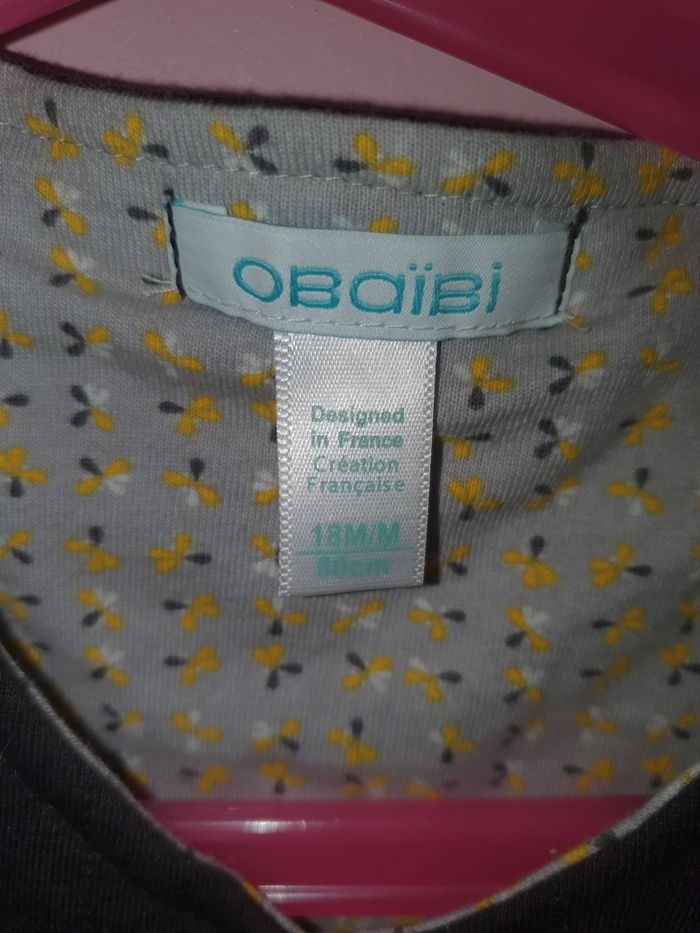 OBaïBi
Designed
in France
Création
Française
18M/M
80cm